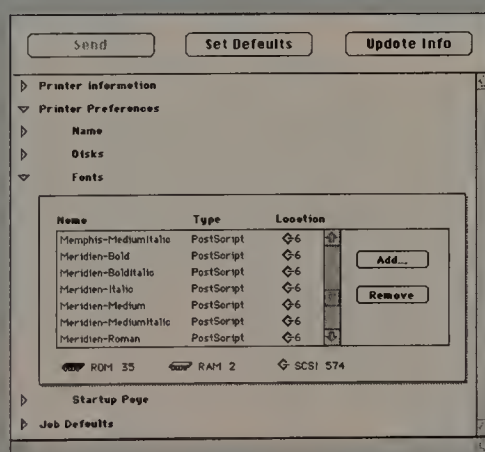 Send Set Defaults Update Info
Printer Information
Printer Preferences
Name
Disks
Fonts
Name Type Location
Memphis-MediumItalic PostScript 6
Meridien-Bold PostScript 6
Meridien-BoldItalic PostScript 6
Meridien-Italic PostScript 6
Meridien-Medium PostScript 6
Meridien-MediumItalic PostScript 6
Meridien-Roman PostScript 6
Add...
Remove
ROM 35 RAM 2 SCSI 574
Startup Page
Job Defaults